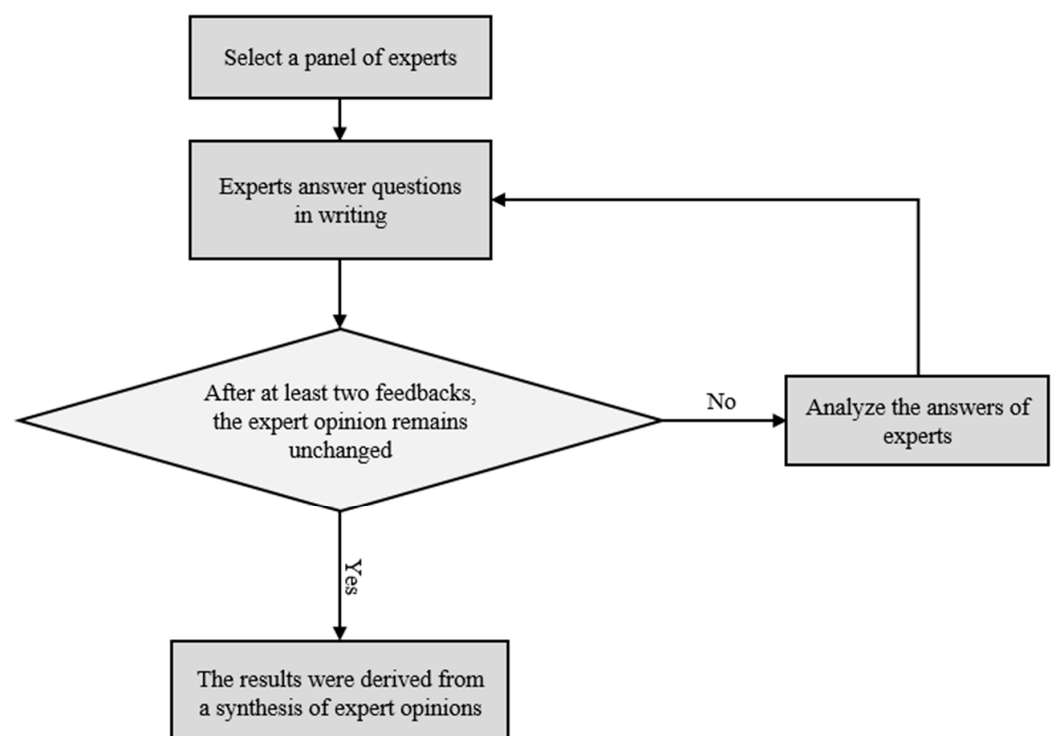 Select a panel of experts
Experts answer questions
in writing
After at least two feedbacks,
the expert opinion remains
unchanged
No
Analyze the answers of
experts
Yes
The results were derived from
a synthesis of expert opinions